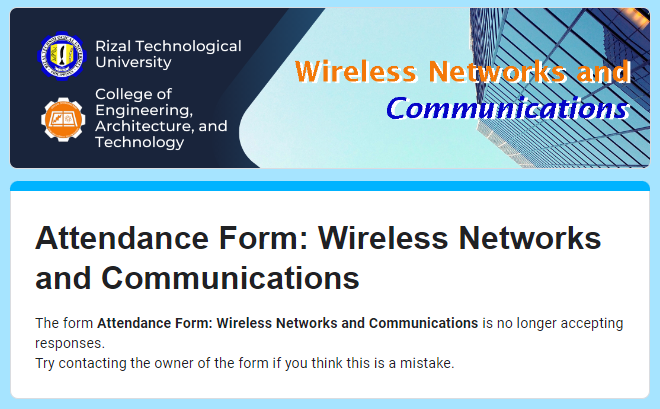 Rizal Technological
University
College of
Engineering,
Architecture, and
Technology
Wireless Networks and
Communications
Attendance Form: Wireless Networks
and Communications
The form Attendance Form: Wireless Networks and Communications is no longer accepting
responses.
Try contacting the owner of the form if you think this is a mistake.